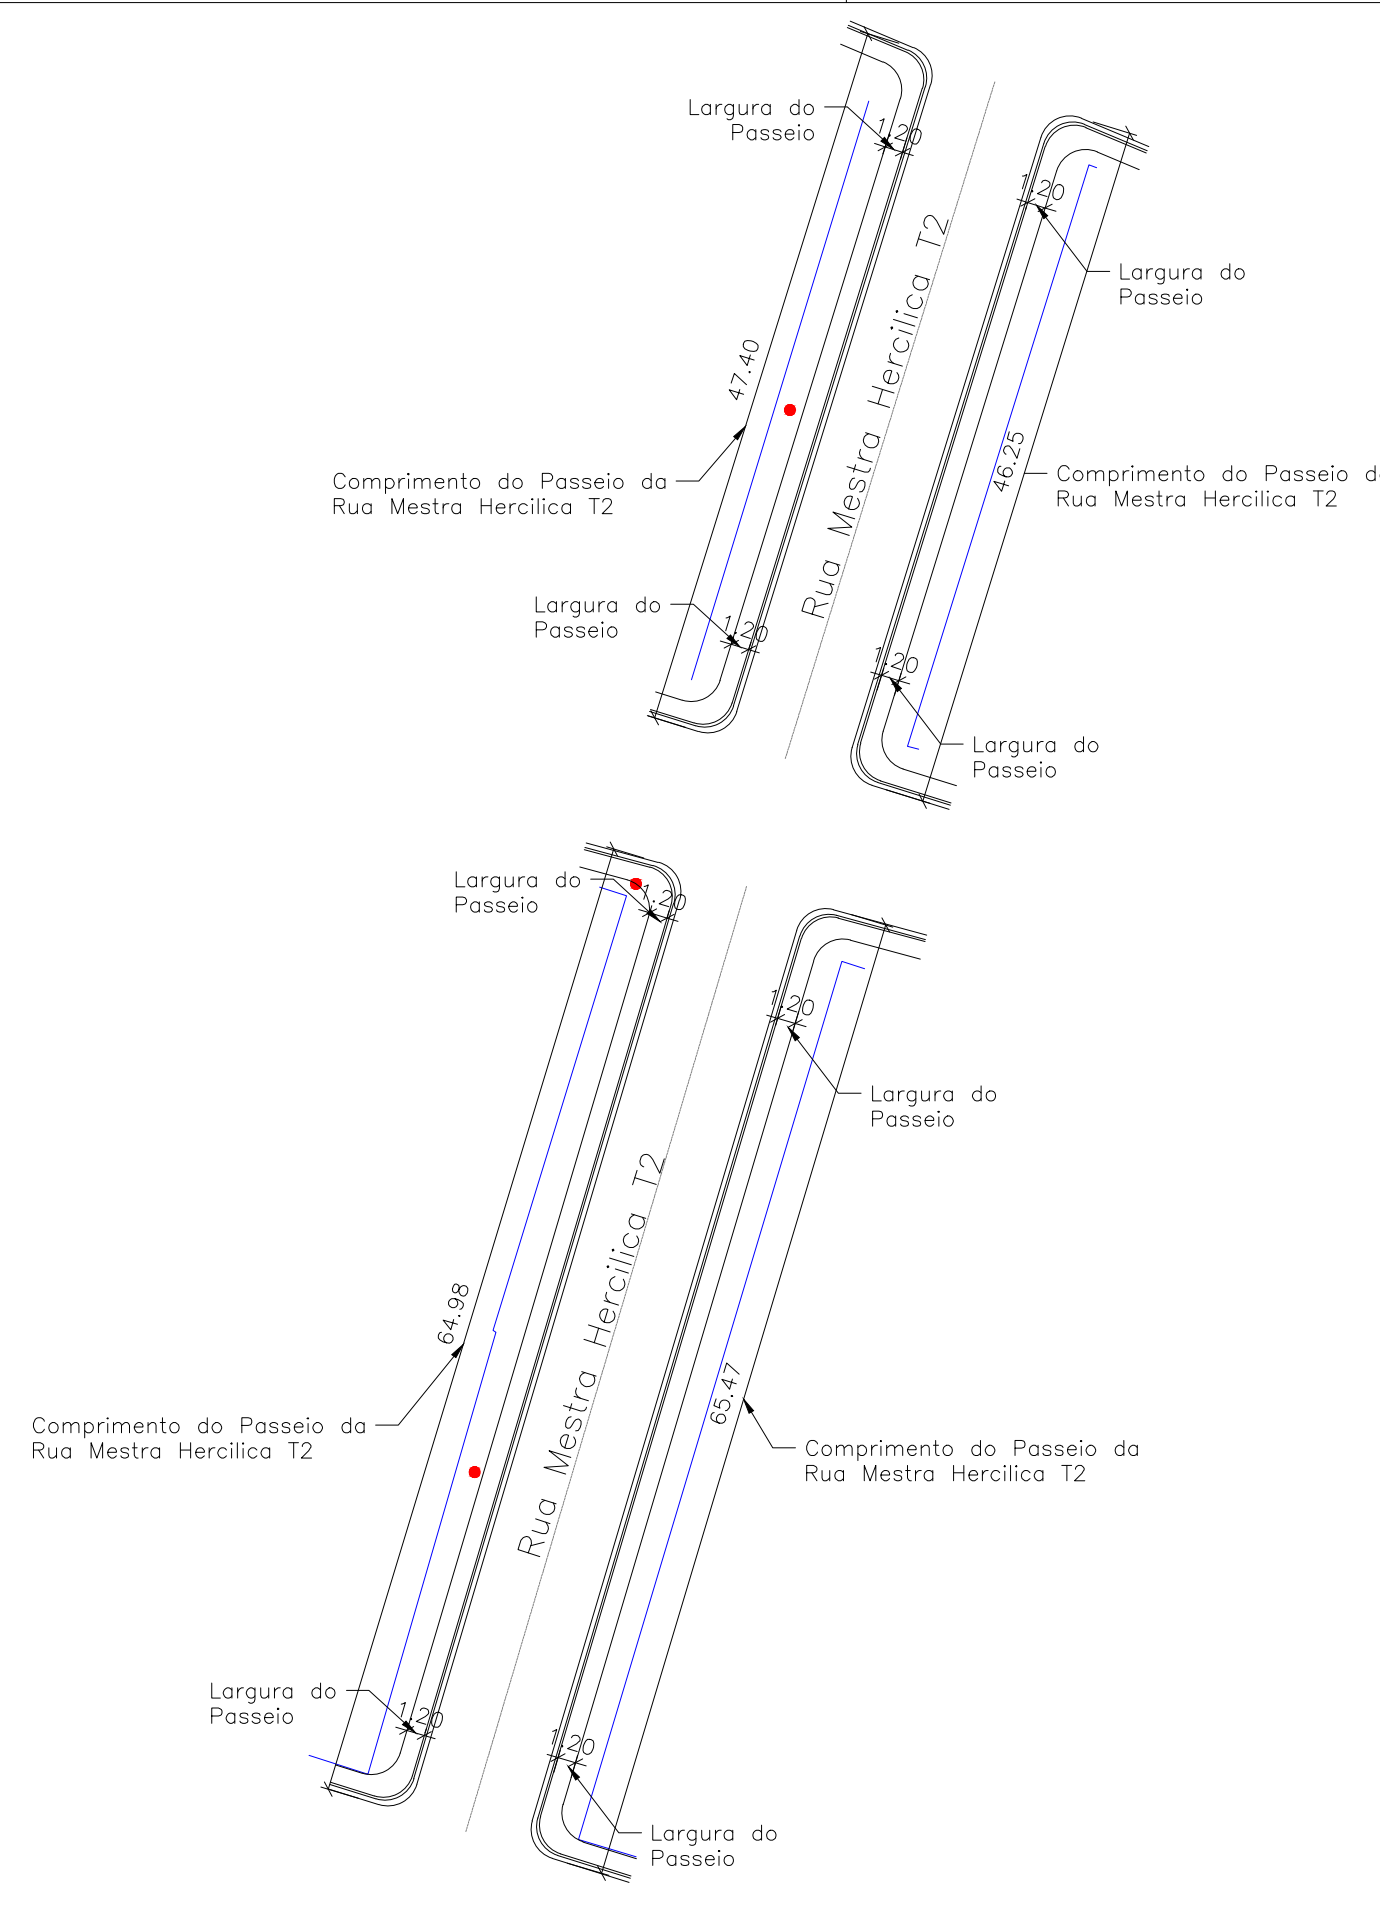 Largura do
Passeio
1.20
1.20
Largura do
Passeio
Rua Mestra Hercilica T2
47.40
46.25
Comprimento do Passeio da
Rua Mestra Hercilica T2
Comprimento do Passeio
Rua Mestra Hercilica T2
Largura do
Passeio
1.20
1.20
Largura do
Passeio
Largura do
Passeio
1.20
1.20
Largura do
Passeio
Rua Mestra Hercilica T2
64.98
65.47
Comprimento do Passeio da
Rua Mestra Hercilica T2
Comprimento do Passeio da
Rua Mestra Hercilica T2
Largura do
Passeio
1.20
1.20
Largura do
Passeio